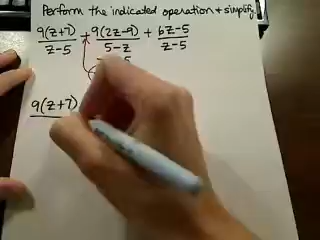 Perform the indicated operation & simplify
9(z+7)/z-5 + 9(2z-9)/5-z + 6z-5/z-5
9(z+7)